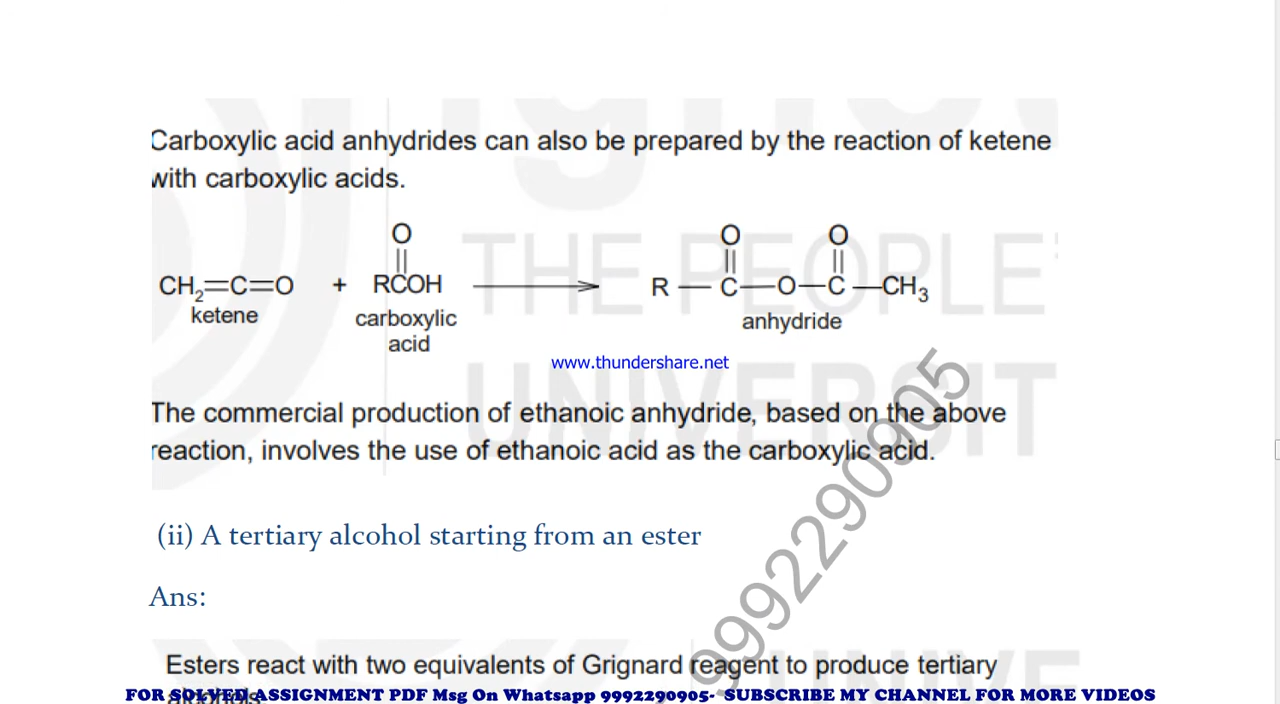 Carboxylic acid anhydrides can also be prepared by the reaction of ketene
with carboxylic acids.
O
O
O
CH2=C=O + RCOH R — C — O — C — CH3
ketene
carboxylic
acid
anhydride
www.thundershare.net
The commercial production of ethanoic anhydride, based on the above
reaction, involves the use of ethanoic acid as the carboxylic acid.
(ii) A tertiary alcohol starting from an ester
Ans:
Esters react with two equivalents of Grignard reagent to produce tertiary
FOR SOLVED ASSIGNMENT PDF Msg On Whatsapp 9992290905- SUBSCRIBE MY CHANNEL FOR MORE VIDEOS
9992290905
THE PEOPLE'
UNIVERSIT